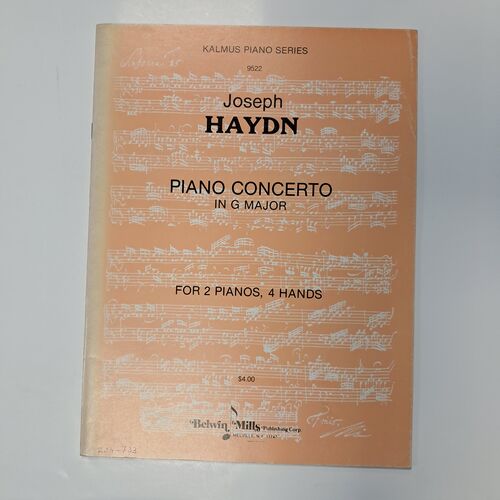 KALMUS PIANO SERIES
9522
Joseph
HAYDN
PIANO CONCERTO
IN G MAJOR
FOR 2 PIANOS, 4 HANDS
$4.00
Belwin Mills
Publishing Corp.
MELVILLE, N.Y.